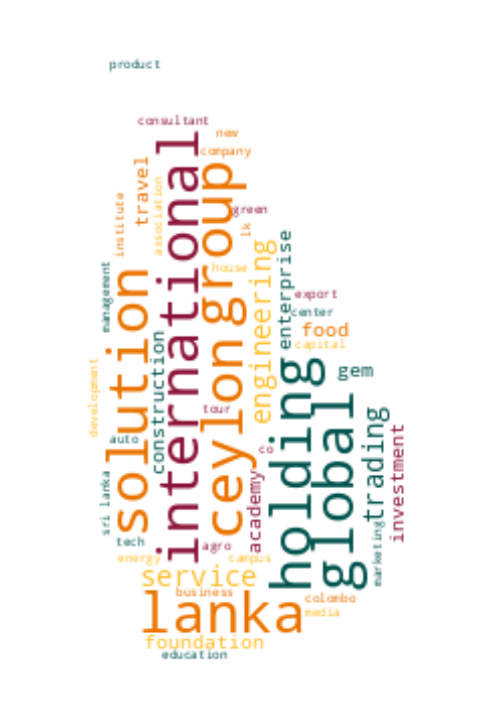 product
consultant
new
company
travel
international
group
institute
association
green
lk
house
engineering
enterprise
management
solution
ceylon
export
center
food
capital
construction
development
holding
gem
global
tour
trading
auto
co
investment
sri lanka
academy
marketing
tech
agro
energy
campus
service
business
colombo
lanka
media
foundation
education